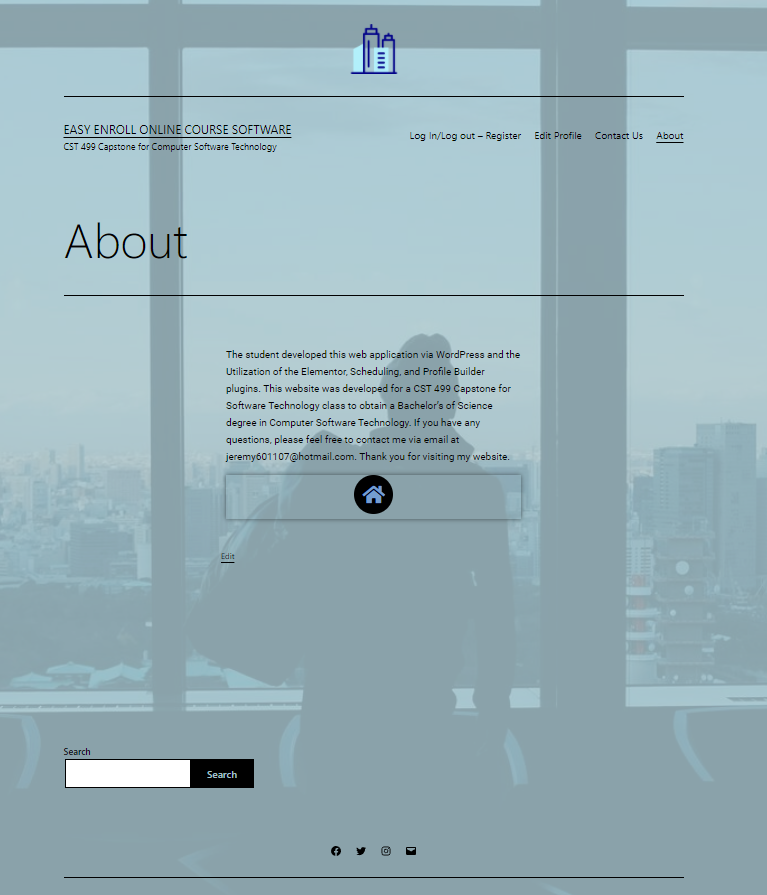 EASY ENROLL ONLINE COURSE SOFTWARE
CST 499 Capstone for Computer Software Technology
Log In/Log out – Register Edit Profile Contact Us About
About
The student developed this web application via WordPress and the
Utilization of the Elementor, Scheduling, and Profile Builder
plugins. This website was developed for a CST 499 Capstone for
Software Technology class to obtain a Bachelor's of Science
degree in Computer Software Technology. If you have any
questions, please feel free to contact me via email at
jeremy601107@hotmail.com. Thank you for visiting my website.
Edit
Search
Search